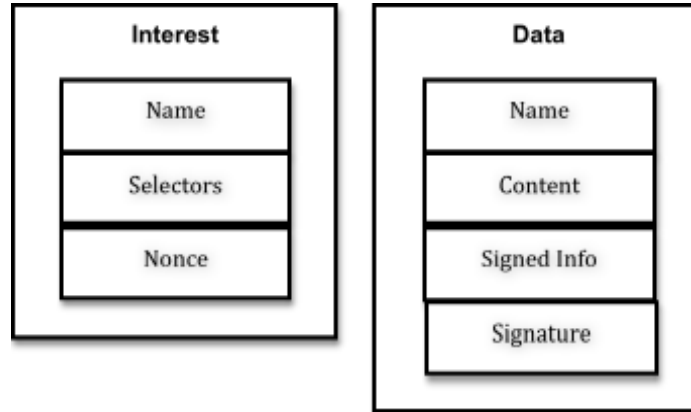 Interest
Name
Selectors
Nonce
Data
Name
Content
Signed Info
Signature